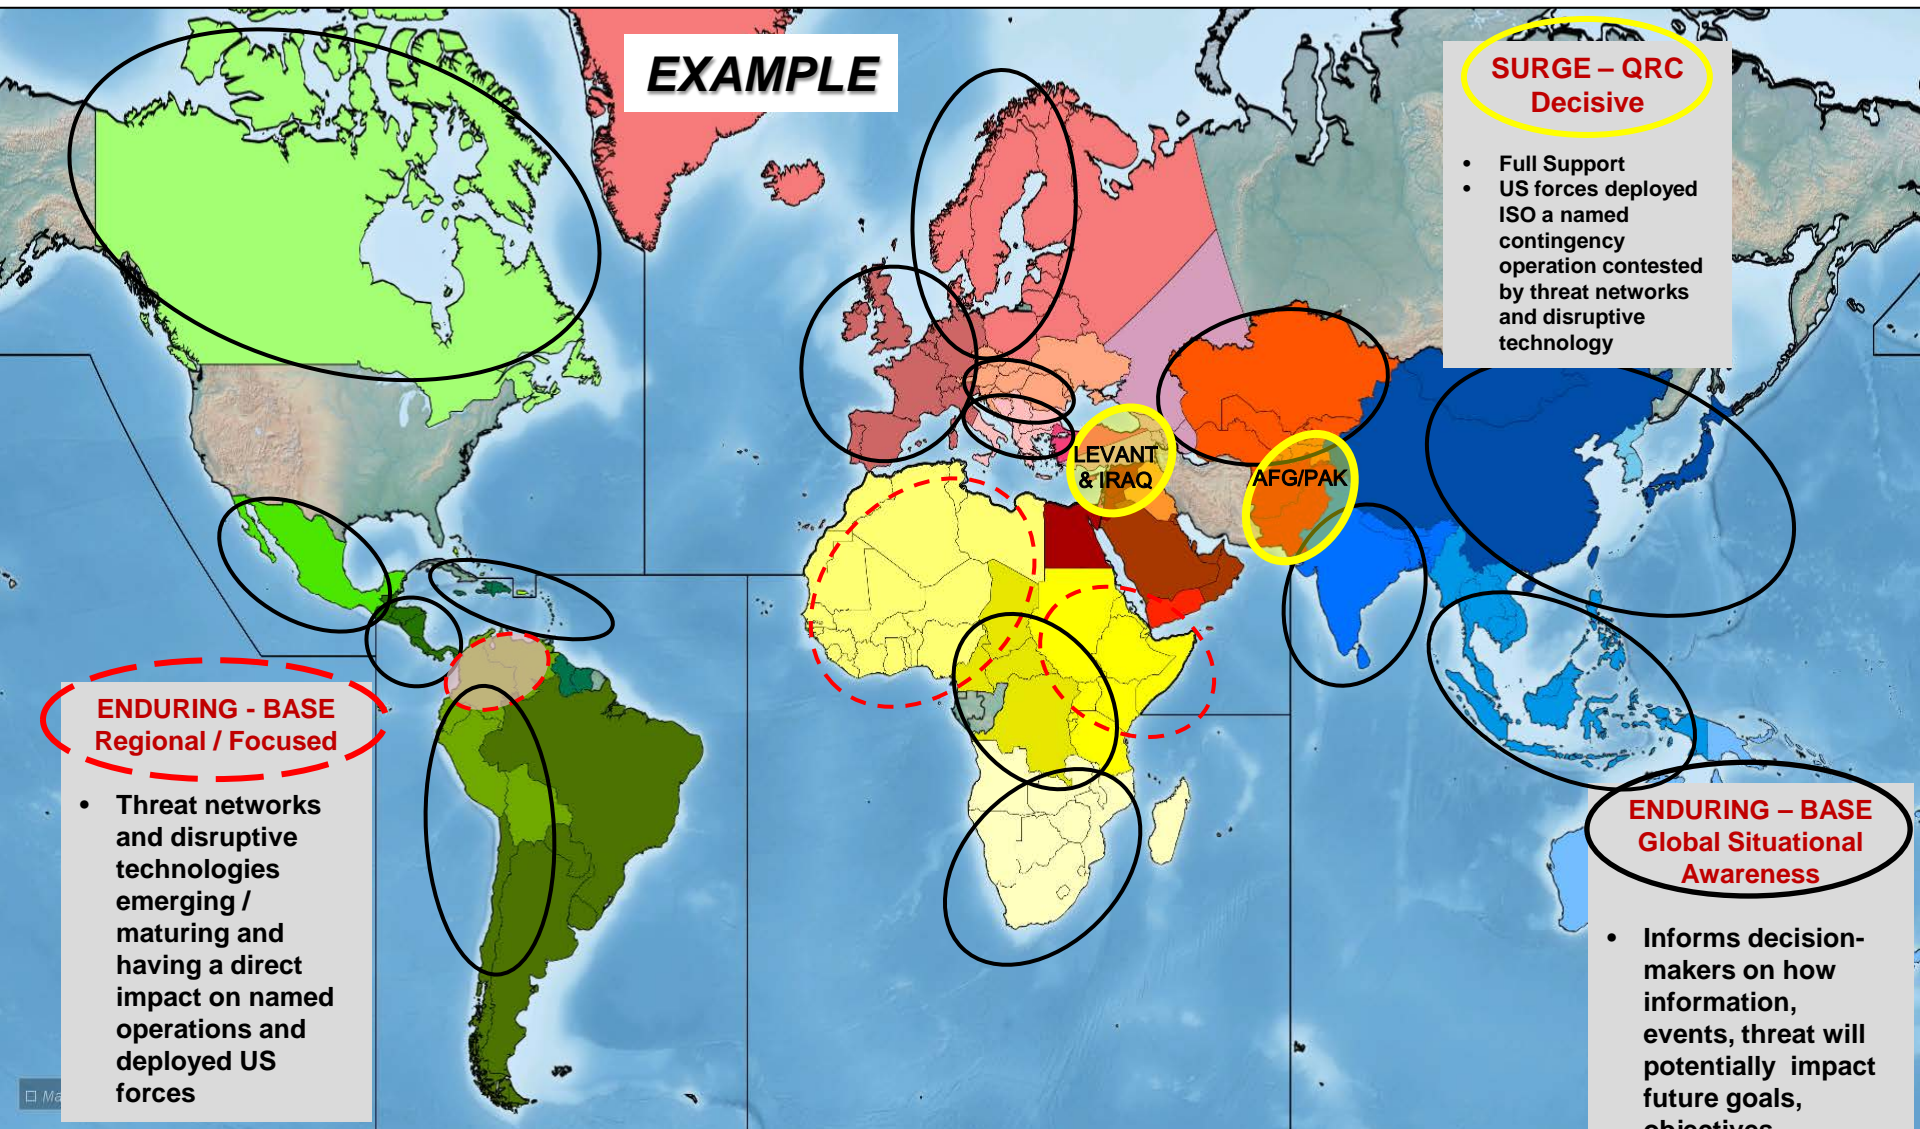 EXAMPLE
SURGE – QRC
Decisive
• Full Support
• US forces deployed
ISO a named
contingency
operation contested
by threat networks
and disruptive
technology
LEVANT
& IRAQ
AFG/PAK
ENDURING - BASE
Regional / Focused
• Threat networks
and disruptive
technologies
emerging /
maturing and
having a direct
impact on named
operations and
deployed US
forces
ENDURING – BASE
Global Situational
Awareness
• Informs decision-
makers on how
information,
events, threat will
potentially impact
future goals,
objectives